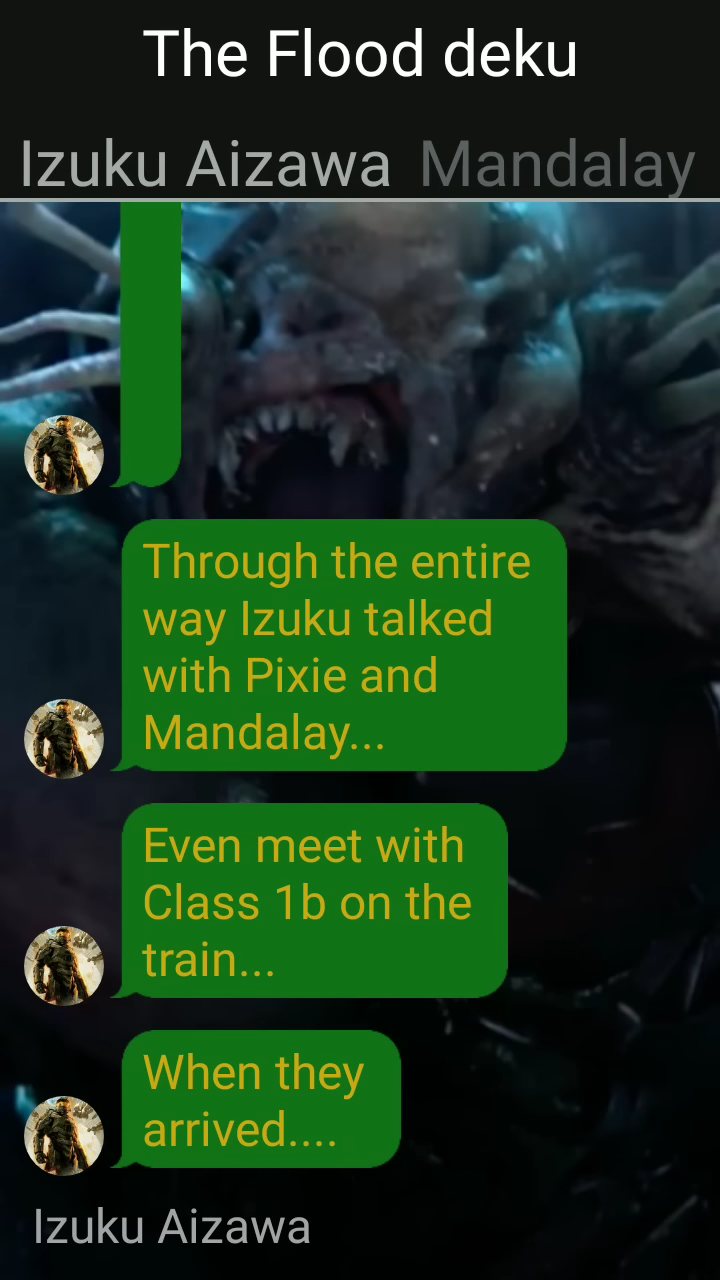 The Flood deku
Izuku Aizawa Mandalay
Through the entire
way Izuku talked
with Pixie and
Mandalay...
Even meet with
Class 1b on the
train...
When they
arrived....
Izuku Aizawa